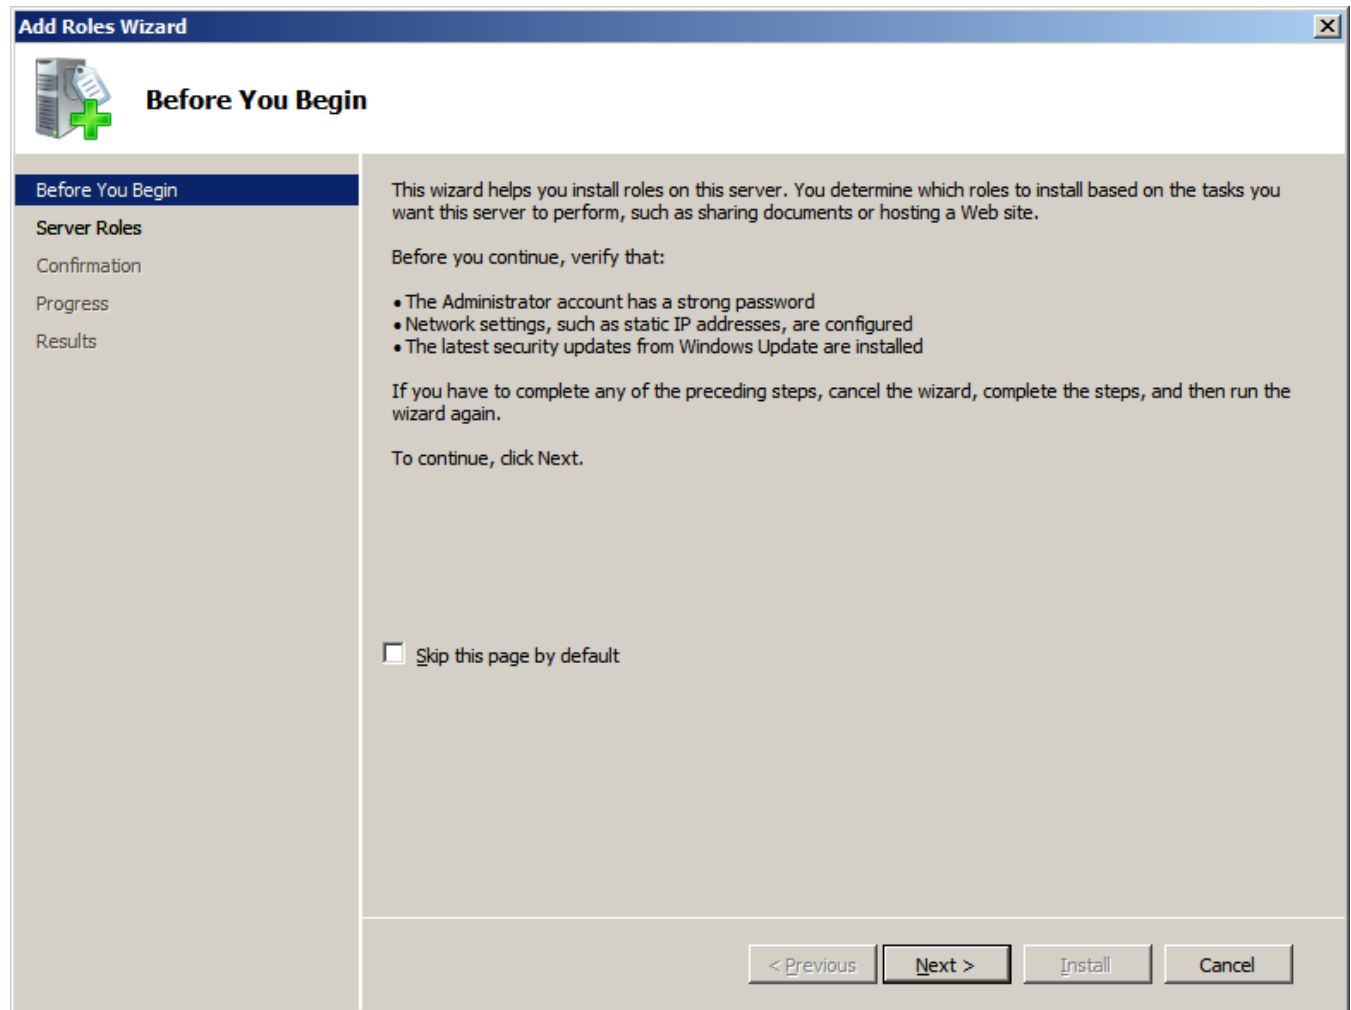 Add Roles Wizard
Before You Begin
Before You Begin
Server Roles
Confirmation
Progress
Results
This wizard helps you install roles on this server. You determine which roles to install based on the tasks you
want this server to perform, such as sharing documents or hosting a Web site.
Before you continue, verify that:
• The Administrator account has a strong password
• Network settings, such as static IP addresses, are configured
• The latest security updates from Windows Update are installed
If you have to complete any of the preceding steps, cancel the wizard, complete the steps, and then run the
wizard again.
To continue, click Next.
Skip this page by default
< Previous Next > Install Cancel